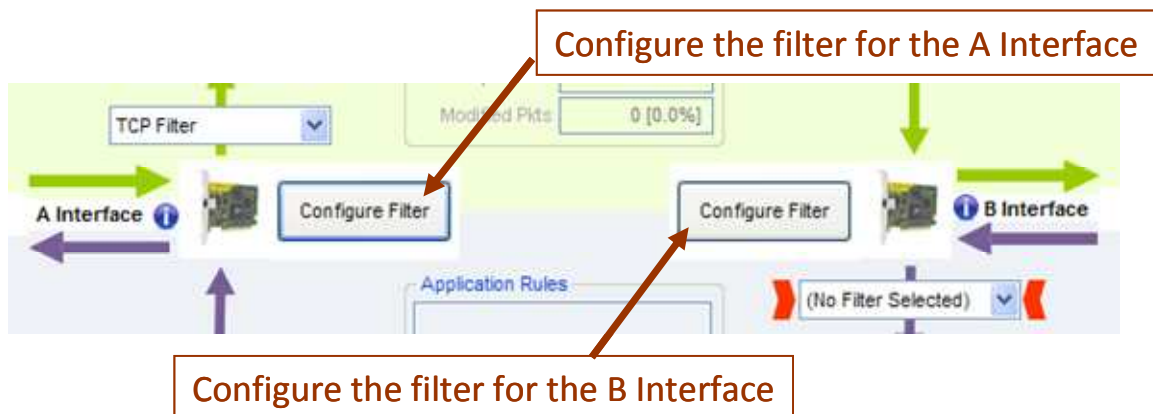 Configure the filter for the A Interface
TCP Filter
Pkts
0 [0.0%]
A Interface
Configure Filter
Configure Filter
B Interface
Application Rules
(No Filter Selected)
Configure the filter for the B Interface